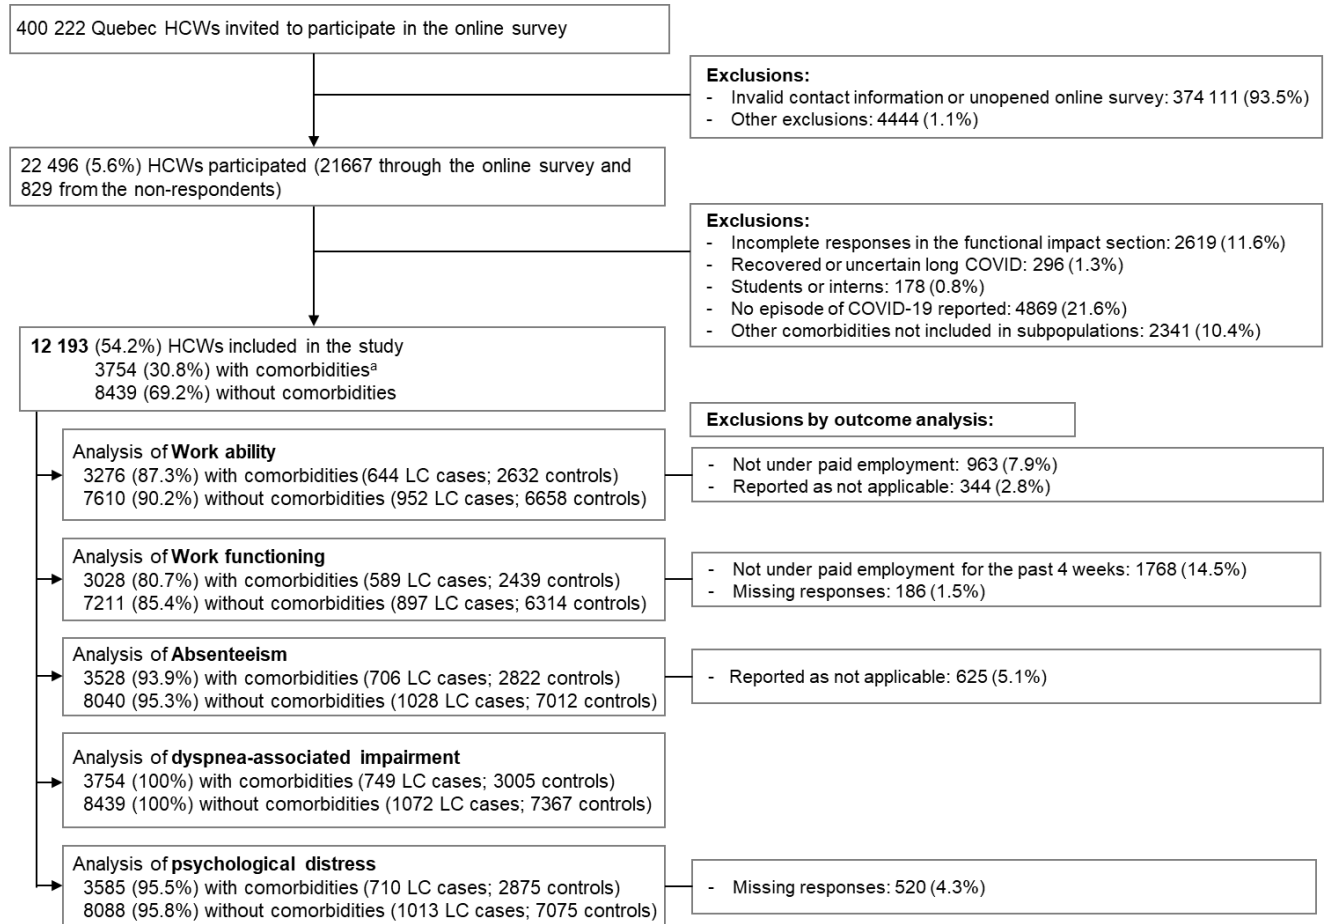 400 222 Quebec HCWs invited to participate in the online survey
Exclusions:
- Invalid contact information or unopened online survey: 374 111 (93.5%)
- Other exclusions: 4444 (1.1%)
22 496 (5.6%) HCWs participated (21667 through the online survey and
829 from the non-respondents)
Exclusions:
- Incomplete responses in the functional impact section: 2619 (11.6%)
- Recovered or uncertain long COVID: 296 (1.3%)
- Students or interns: 178 (0.8%)
- No episode of COVID-19 reported: 4869 (21.6%)
- Other comorbidities not included in subpopulations: 2341 (10.4%)
12 193 (54.2%) HCWs included in the study
3754 (30.8%) with comorbiditiesᵃ
8439 (69.2%) without comorbidities
Exclusions by outcome analysis:
Analysis of Work ability
3276 (87.3%) with comorbidities (644 LC cases; 2632 controls)
7610 (90.2%) without comorbidities (952 LC cases; 6658 controls)
- Not under paid employment: 963 (7.9%)
- Reported as not applicable: 344 (2.8%)
Analysis of Work functioning
3028 (80.7%) with comorbidities (589 LC cases; 2439 controls)
7211 (85.4%) without comorbidities (897 LC cases; 6314 controls)
- Not under paid employment for the past 4 weeks: 1768 (14.5%)
- Missing responses: 186 (1.5%)
Analysis of Absenteeism
3528 (93.9%) with comorbidities (706 LC cases; 2822 controls)
8040 (95.3%) without comorbidities (1028 LC cases; 7012 controls)
- Reported as not applicable: 625 (5.1%)
Analysis of dyspnea-associated impairment
3754 (100%) with comorbidities (749 LC cases; 3005 controls)
8439 (100%) without comorbidities (1072 LC cases; 7367 controls)
Analysis of psychological distress
3585 (95.5%) with comorbidities (710 LC cases; 2875 controls)
8088 (95.8%) without comorbidities (1013 LC cases; 7075 controls)
- Missing responses: 520 (4.3%)